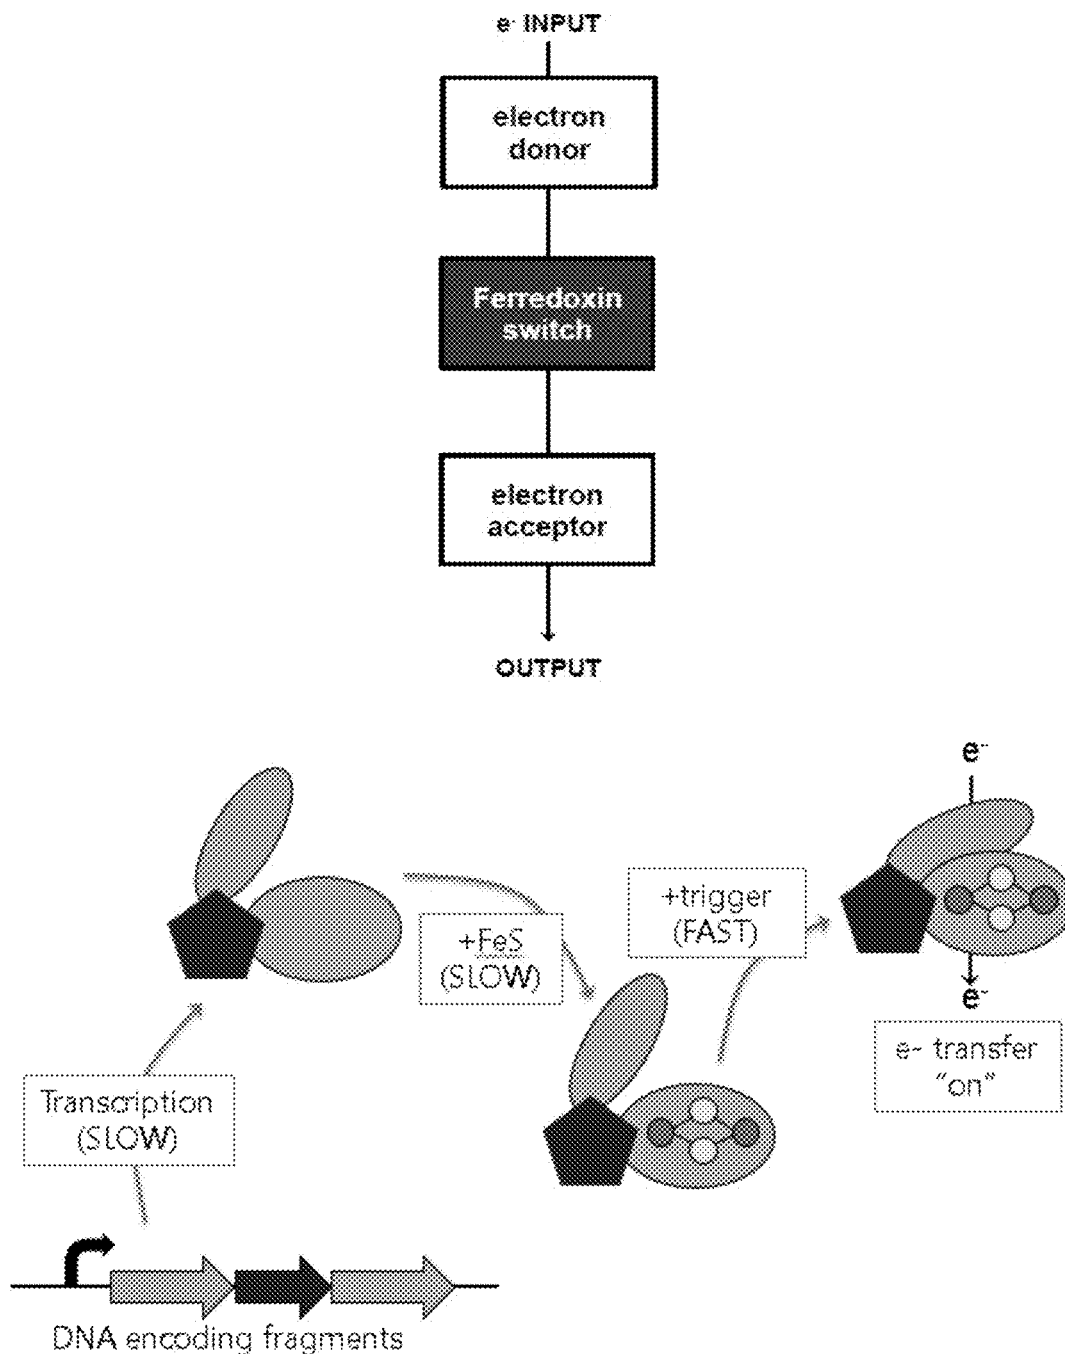 e- INPUT
electron
donor
Ferredoxin
switch
electron
acceptor
OUTPUT
e-
+trigger
(FAST)
+FeS
(SLOW)
e-
e- transfer
"on"
Transcription
(SLOW)
DNA encoding fragments